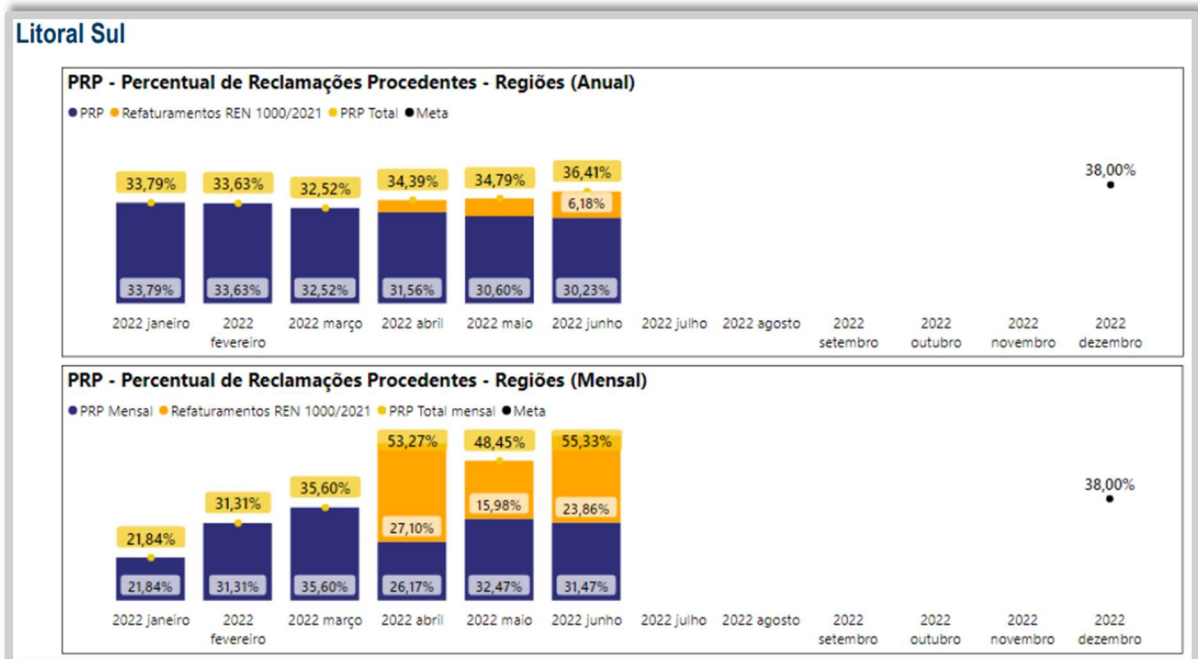 Litoral Sul
PRP - Percentual de Reclamações Procedentes - Regiões (Anual)
PRP Refaturamentos REN 1000/2021 PRP Total Meta
33,79% 33,63% 32,52% 34,39% 34,79% 36,41% 38,00%
6,18%
33,79% 33,63% 32,52% 31,56% 30,60% 30,23%
2022 janeiro 2022 fevereiro 2022 março 2022 abril 2022 maio 2022 junho 2022 julho 2022 agosto 2022 setembro 2022 outubro 2022 novembro 2022 dezembro
PRP - Percentual de Reclamações Procedentes - Regiões (Mensal)
PRP Mensal Refaturamentos REN 1000/2021 PRP Total mensal Meta
21,84% 31,31% 35,60% 53,27% 48,45% 55,33% 38,00%
27,10% 15,98% 23,86%
21,84% 31,31% 35,60% 26,17% 32,47% 31,47%
2022 janeiro 2022 fevereiro 2022 março 2022 abril 2022 maio 2022 junho 2022 julho 2022 agosto 2022 setembro 2022 outubro 2022 novembro 2022 dezembro